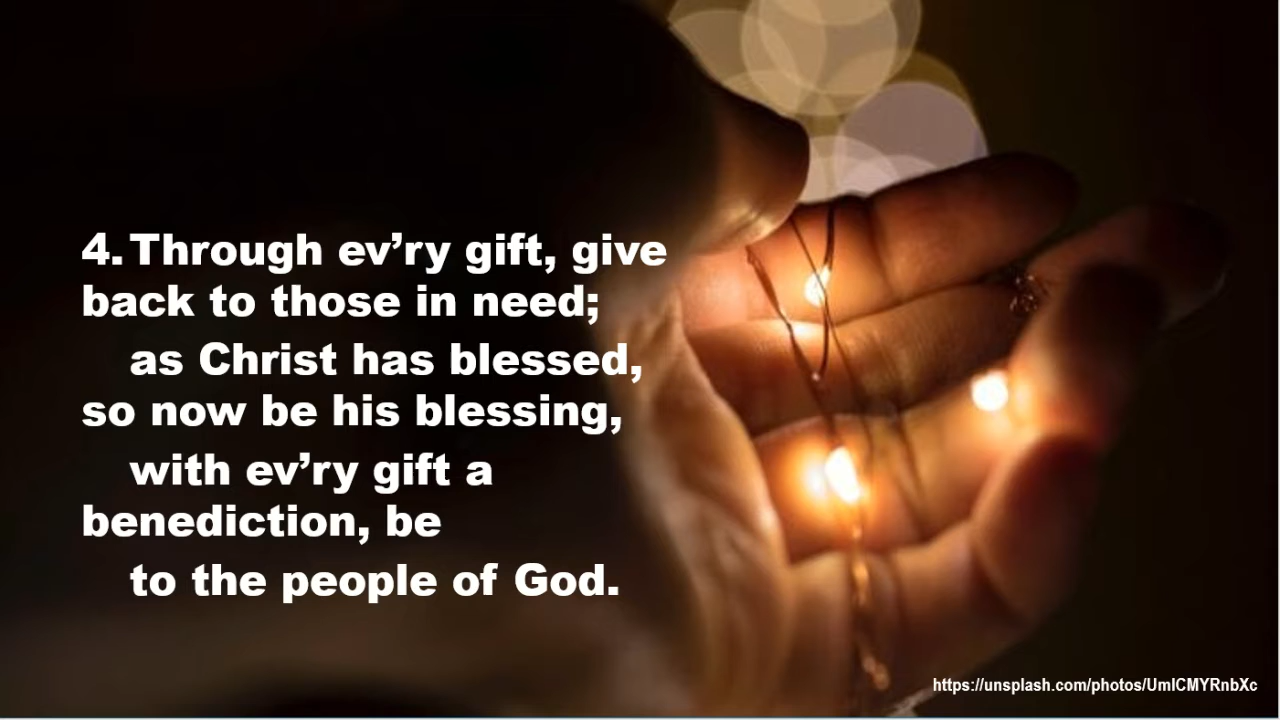 4. Through ev’ry gift, give
back to those in need;
as Christ has blessed,
so now be his blessing,
with ev’ry gift a
benediction, be
to the people of God.
https://unsplash.com/photos/UmlCMYRnbXc